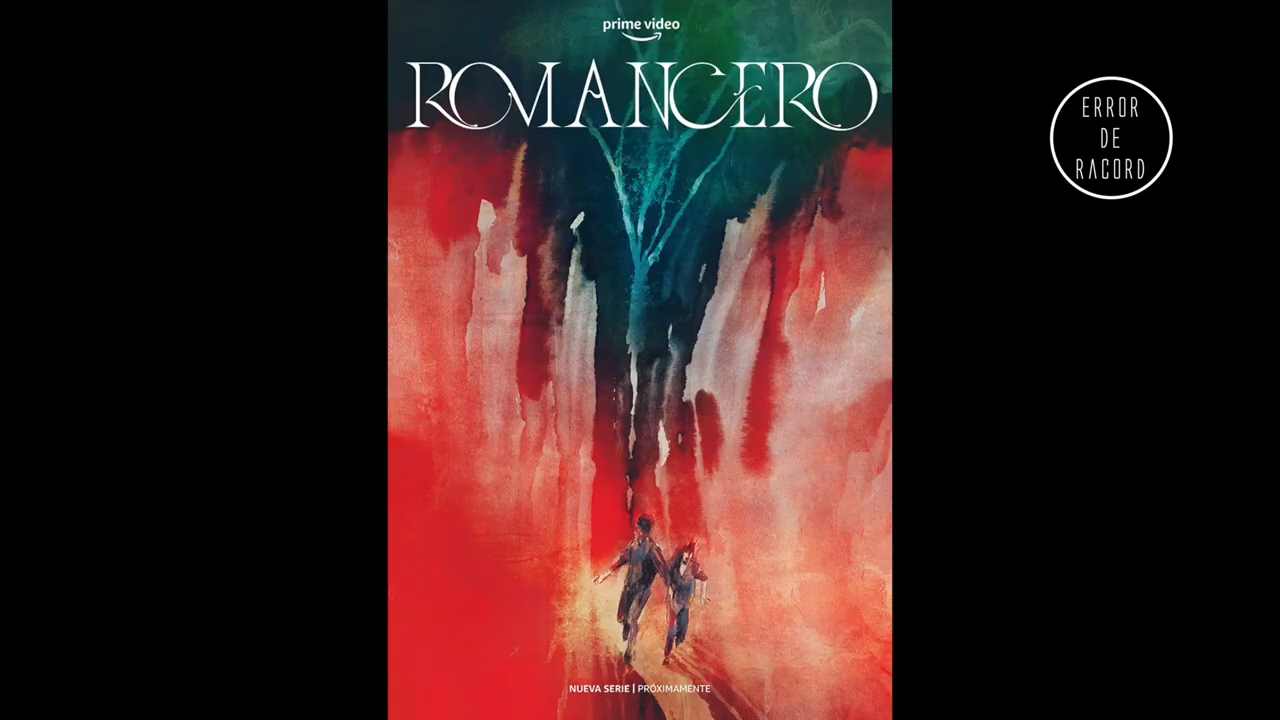 prime video
ROMANCERO
ERROR
DE
RACORD
NUEVA SERIE | PRÓXIMAMENTE